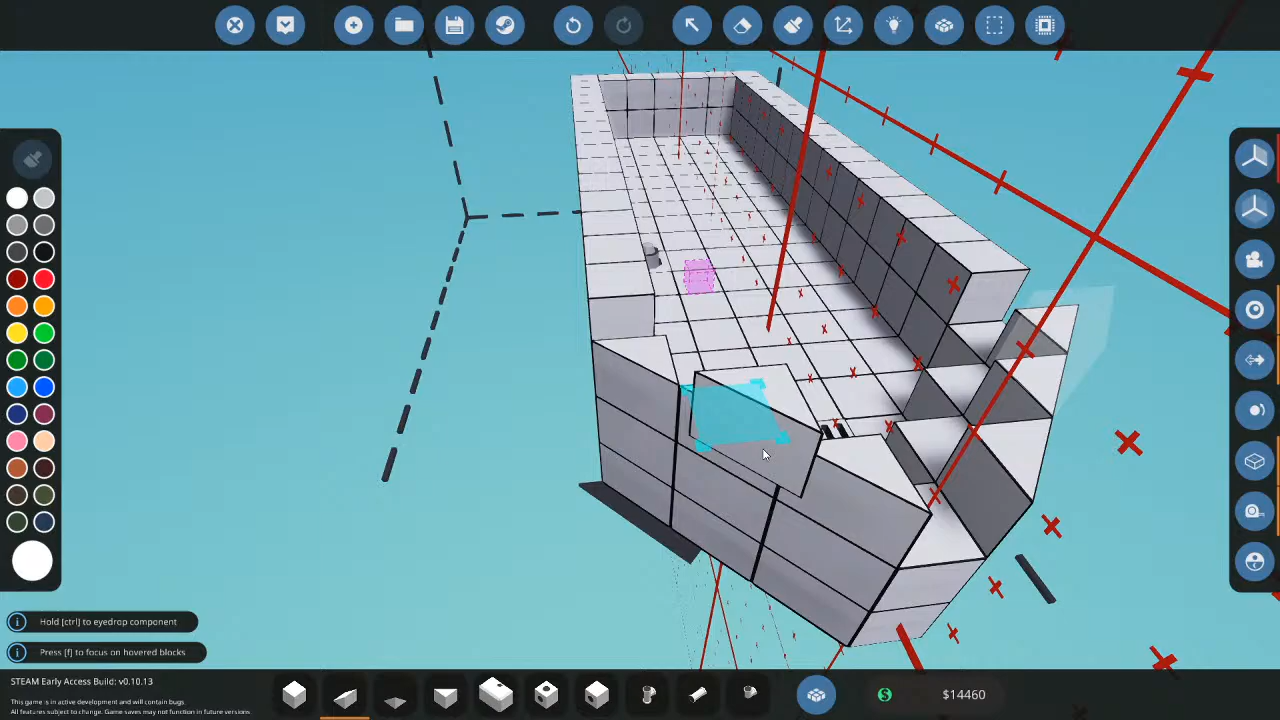 Hold [ctrl] to eyedrop component
Press [f] to focus on hovered blocks
STEAM Early Access Build: v0.10.13
This game is in active development and will contain bugs
All features subject to change. Game saves may not function in future versions
$14460